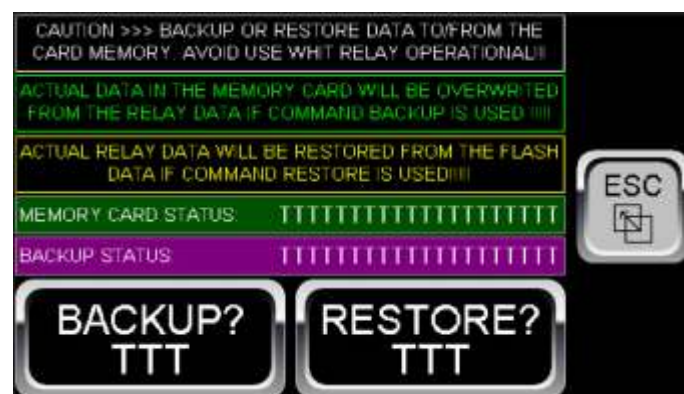 CAUTION >>> BACKUP OR RESTORE DATA TO/FROM THE
CARD MEMORY. AVOID USE WHIT RELAY OPERATIONAL!!!
ACTUAL DATA IN THE MEMORY CARD WILL BE OVERWRITED
FROM THE RELAY DATA IF COMMAND BACKUP IS USED !!!!!
ACTUAL RELAY DATA WILL BE RESTORED FROM THE FLASH
DATA IF COMMAND RESTORE IS USED!!!!!
MEMORY CARD STATUS: TTTTTTTTTTTTTTTTTTTT
BACKUP STATUS: TTTTTTTTTTTTTTTTTTTT
ESC
BACKUP?
TTT
RESTORE?
TTT